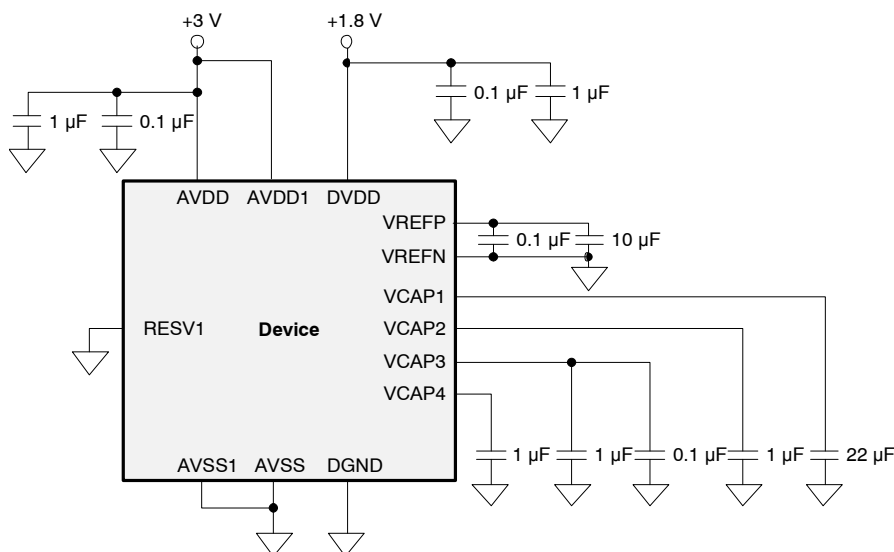 +3 V
+1.8 V
0.1 µF
1 µF
1 µF
0.1 µF
AVDD
AVDD1
DVDD
VREFP
0.1 µF
10 µF
VREFN
VCAP1
RESV1
Device
VCAP2
VCAP3
VCAP4
1 µF
1 µF
0.1 µF
1 µF
22 µF
AVSS1
AVSS
DGND